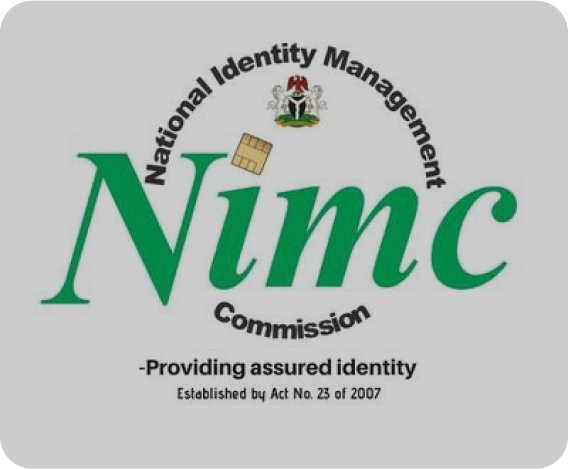 National Identity Management
Nimc
Commission
-Providing assured identity
Established by Act No. 23 of 2007